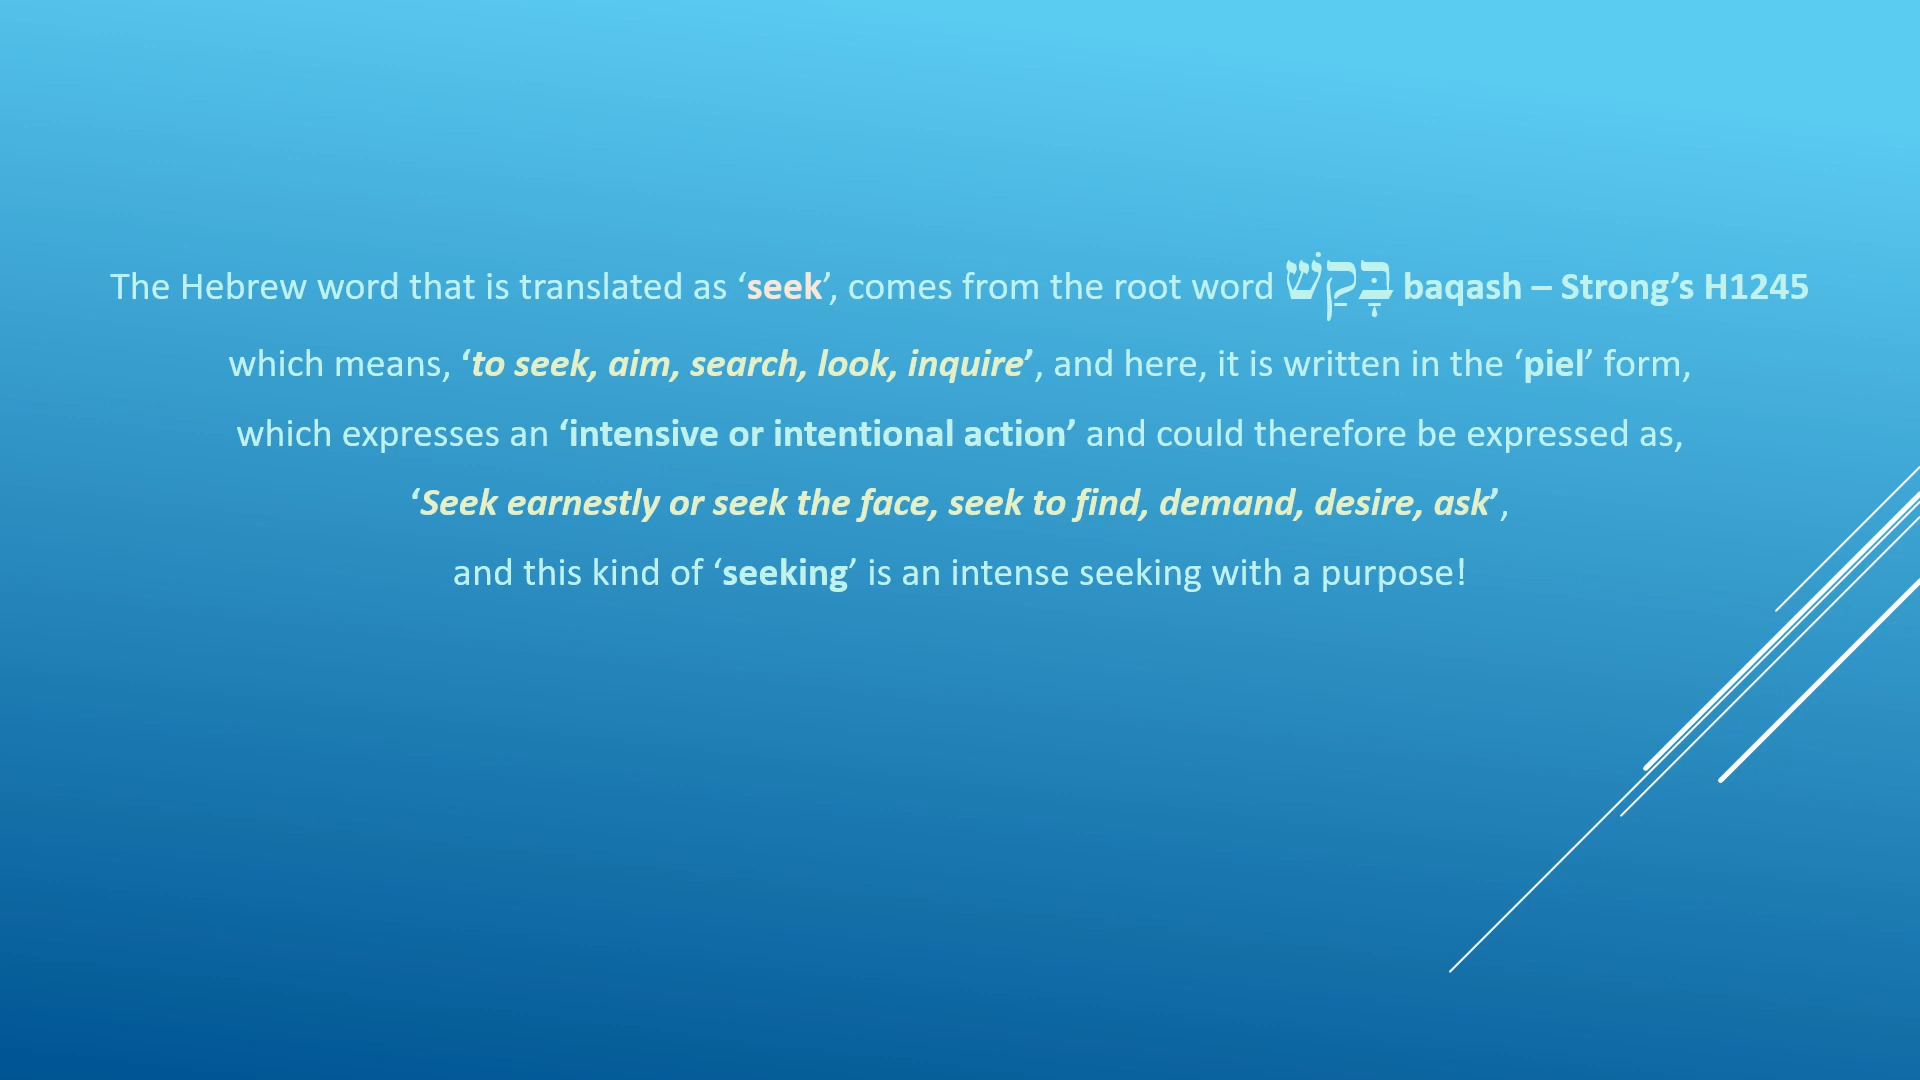 The Hebrew word that is translated as ‘seek’, comes from the root word בָּקַשׁ baqash – Strong’s H1245
which means, ‘to seek, aim, search, look, inquire’, and here, it is written in the ‘piel’ form,
which expresses an ‘intensive or intentional action’ and could therefore be expressed as,
‘Seek earnestly or seek the face, seek to find, demand, desire, ask’,
and this kind of ‘seeking’ is an intense seeking with a purpose!